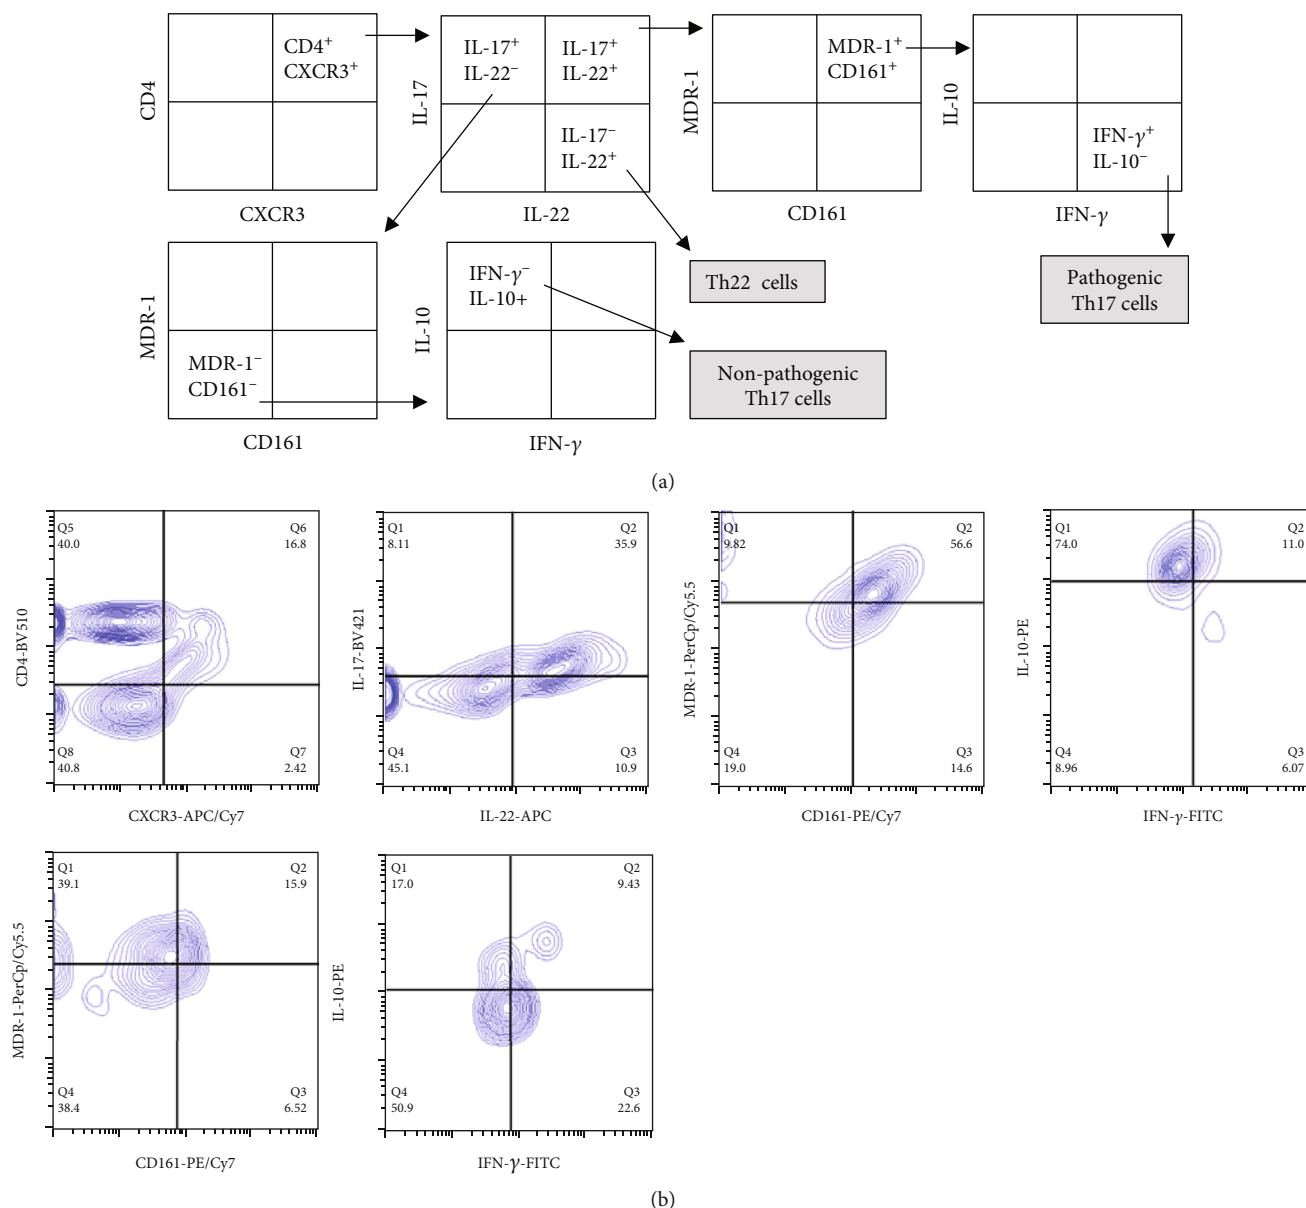 CD4
CD4⁺
CXCR3⁺
CXCR3
IL-17
IL-17⁺
IL-22⁻
IL-17⁺
IL-22⁺
IL-17⁻
IL-22⁺
IL-22
MDR-1
MDR-1⁺
CD161⁺
CD161
IL-10
IFN-γ⁺
IL-10⁻
IFN-γ
MDR-1
MDR-1⁻
CD161⁻
CD161
IL-10
IFN-γ⁻
IL-10+
IFN-γ
Th22 cells
Non-pathogenic
Th17 cells
Pathogenic
Th17 cells
(a)
CD4-BV510
Q5
40.0
Q6
16.8
Q8
40.8
Q7
2.42
CXCR3-APC/Cy7
IL-17-BV421
Q1
8.11
Q2
35.9
Q4
45.1
Q3
10.9
IL-22-APC
MDR-1-PerCp/Cy5.5
Q1
9.82
Q2
56.6
Q4
19.0
Q3
14.6
CD161-PE/Cy7
IL-10-PE
Q1
74.0
Q2
11.0
Q4
8.96
Q3
6.07
IFN-γ-FITC
MDR-1-PerCp/Cy5.5
Q1
39.1
Q2
15.9
Q4
38.4
Q3
6.52
CD161-PE/Cy7
IL-10-PE
Q1
17.0
Q2
9.43
Q4
50.9
Q3
22.6
IFN-γ-FITC
(b)